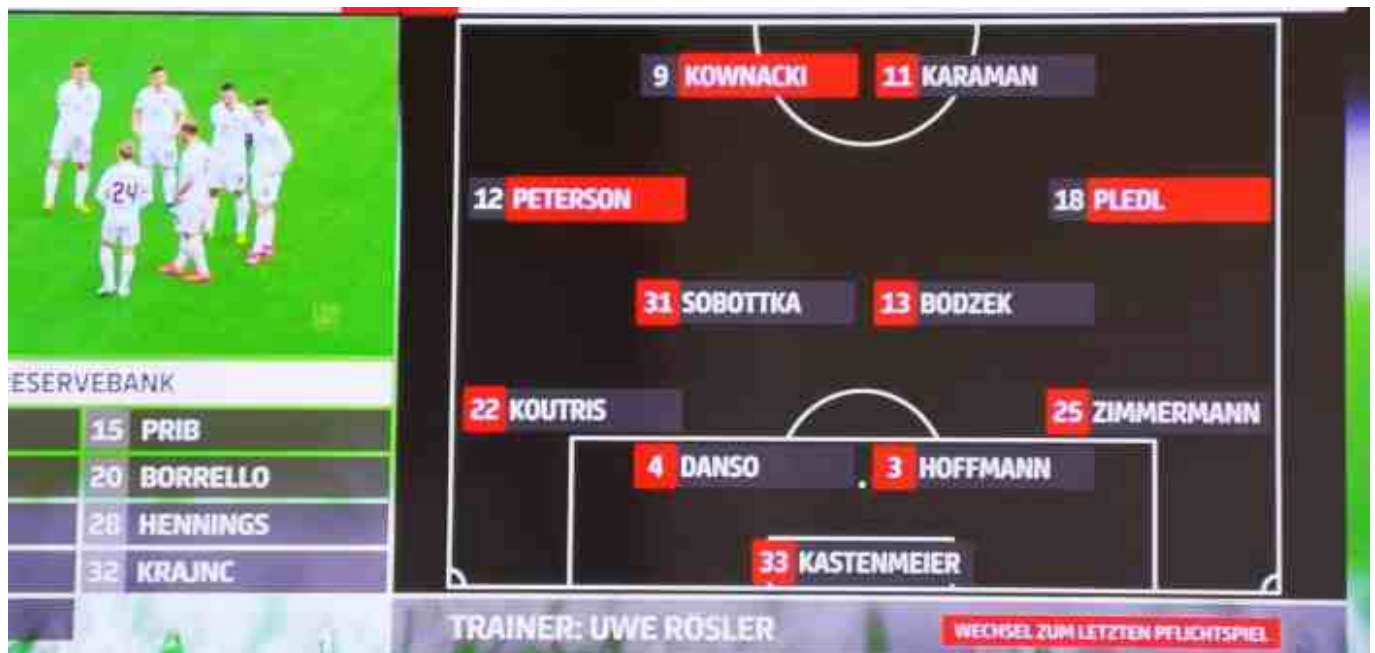 9 KOWNACKI 11 KARAMAN
12 PETERSON 18 PLEDL
31 SOBOTTKA 13 BODZEK
22 KOUTRIS 25 ZIMMERMANN
4 DANSO 3 HOFFMANN
33 KASTENMEIER
TRAINER: UWE RÖSLER
WECHSEL ZUM LETZTEN PFLICHTSPIEL
24
ESERVEBANK
15 PRIB
20 BORRELLO
28 HENNINGS
32 KRAJNC